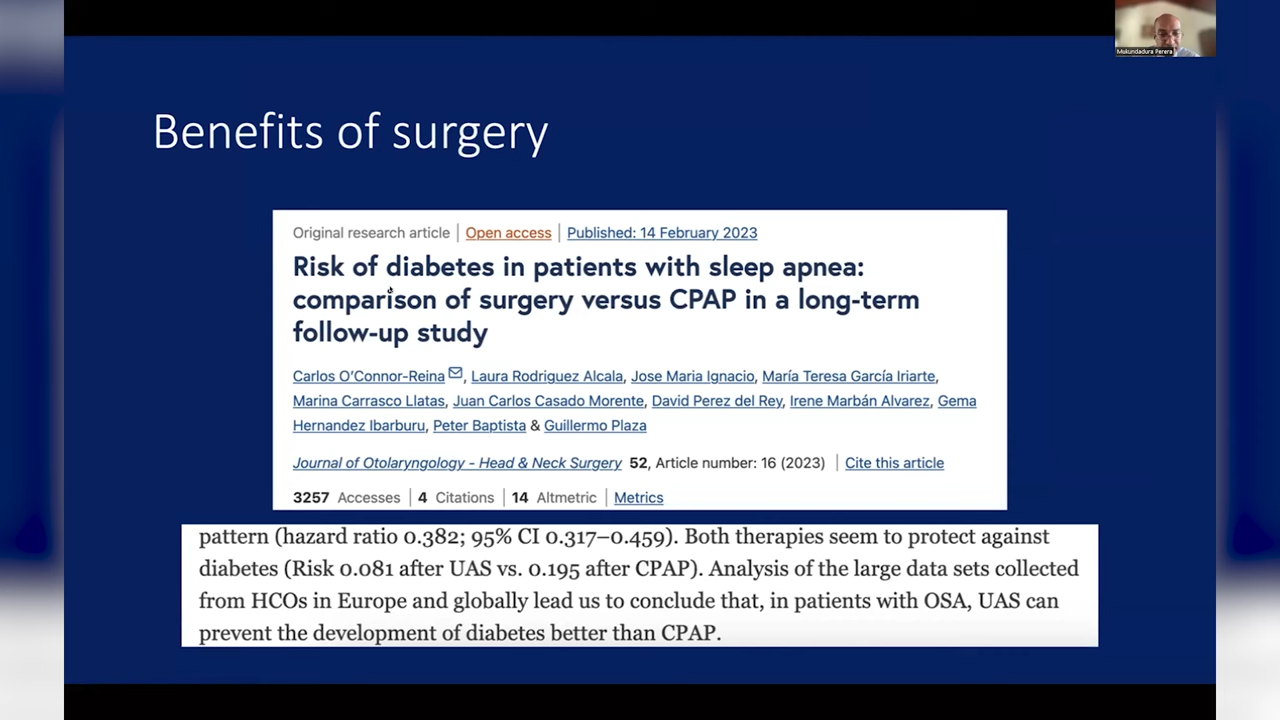 Mukundadura Perera
Benefits of surgery
Original research article | Open access | Published: 14 February 2023
Risk of diabetes in patients with sleep apnea:
comparison of surgery versus CPAP in a long-term
follow-up study
Carlos O'Connor-Reina, Laura Rodriguez Alcala, Jose Maria Ignacio, María Teresa García Iriarte,
Marina Carrasco Llatas, Juan Carlos Casado Morente, David Perez del Rey, Irene Marbán Alvarez, Gema
Hernandez Ibarburu, Peter Baptista & Guillermo Plaza
Journal of Otolaryngology - Head & Neck Surgery 52, Article number: 16 (2023) | Cite this article
3257 Accesses | 4 Citations | 14 Altmetric | Metrics
pattern (hazard ratio 0.382; 95% CI 0.317–0.459). Both therapies seem to protect against
diabetes (Risk 0.081 after UAS vs. 0.195 after CPAP). Analysis of the large data sets collected
from HCOs in Europe and globally lead us to conclude that, in patients with OSA, UAS can
prevent the development of diabetes better than CPAP.